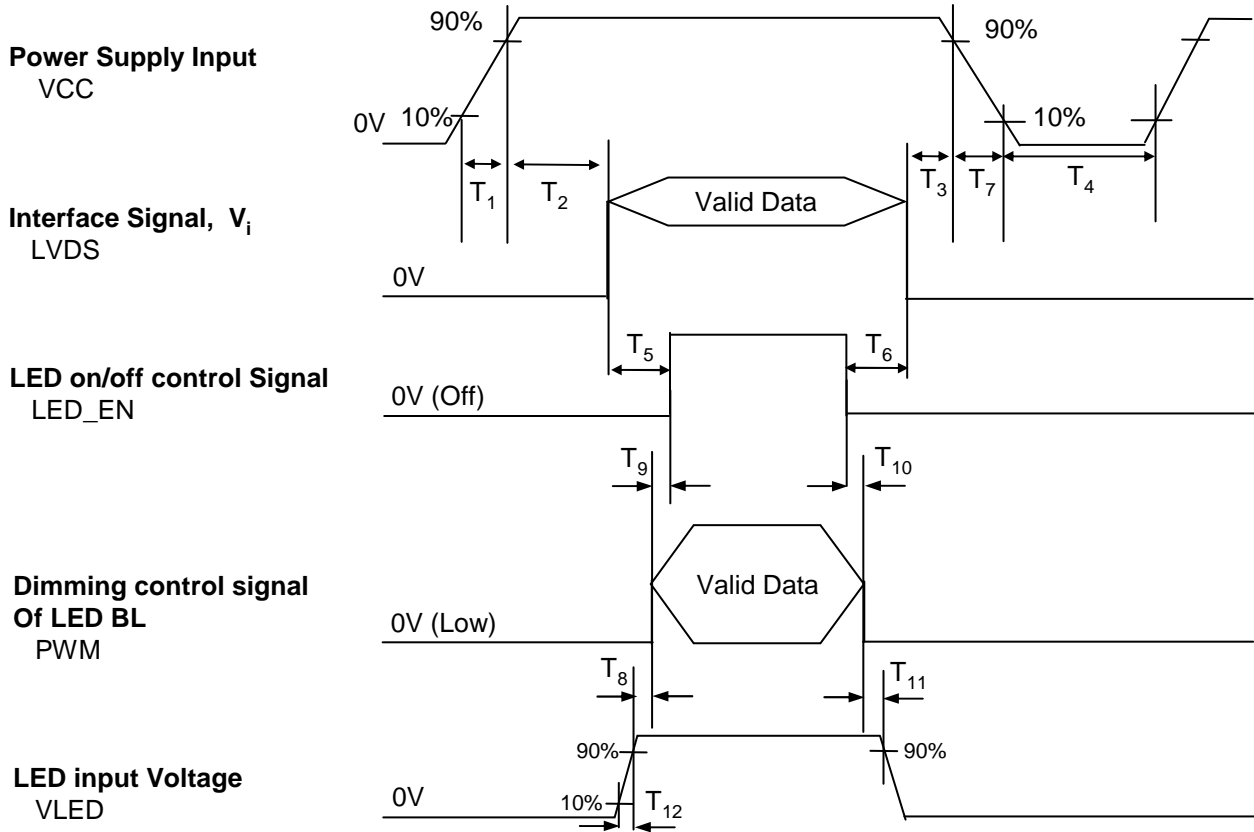 90%
90%
Power Supply Input
VCC
0V
10%
10%
T1
T2
T3
T7
T4
Valid Data
Interface Signal, Vi
LVDS
0V
T5
T6
LED on/off control Signal
LED_EN
0V (Off)
T9
T10
Valid Data
Dimming control signal
Of LED BL
PWM
0V (Low)
T8
T11
90%
90%
LED input Voltage
VLED
0V
10%
T12